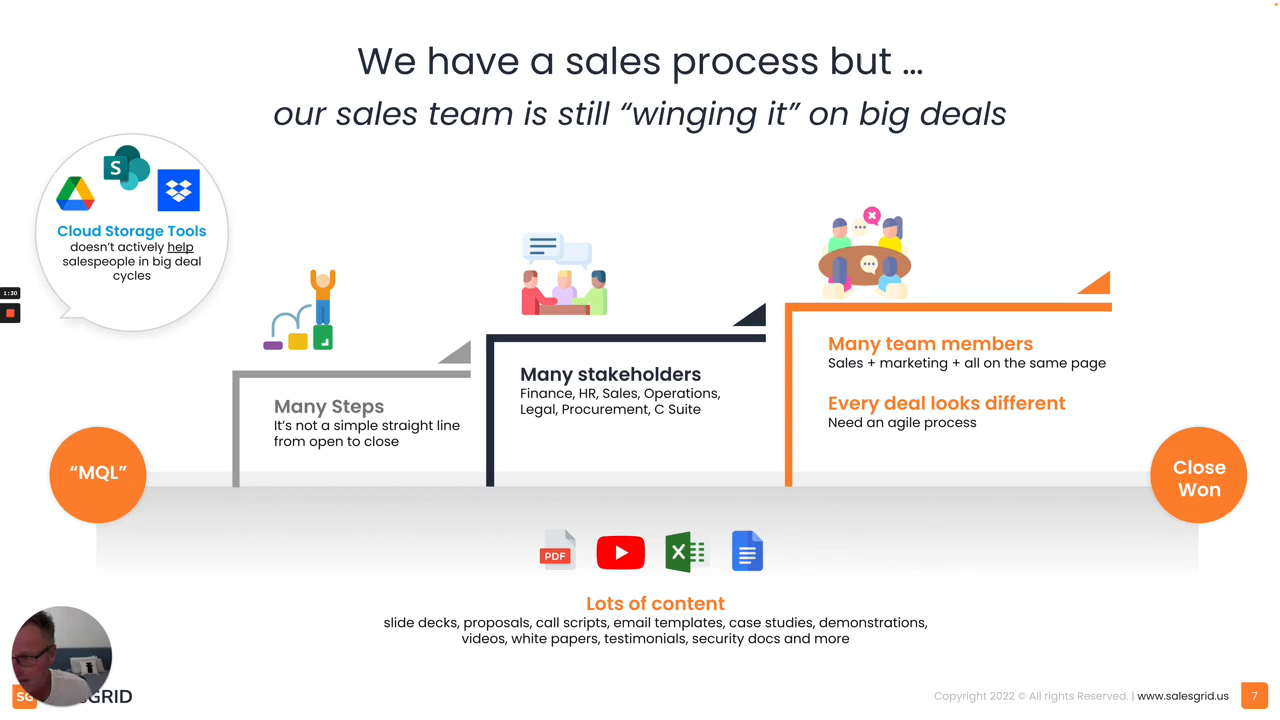 We have a sales process but ...
our sales team is still “winging it” on big deals
S
Cloud Storage Tools
doesn’t actively help
salespeople in big deal
cycles
1:30
Many Steps
It’s not a simple straight line
from open to close
Many stakeholders
Finance, HR, Sales, Operations,
Legal, Procurement, C Suite
Many team members
Sales + marketing + all on the same page
Every deal looks different
Need an agile process
“MQL”
Close
Won
PDF
X
Lots of content
slide decks, proposals, call scripts, email templates, case studies, demonstrations,
videos, white papers, testimonials, security docs and more
SG
GRID
Copyright 2022 © All rights Reserved. | www.salesgrid.us
7